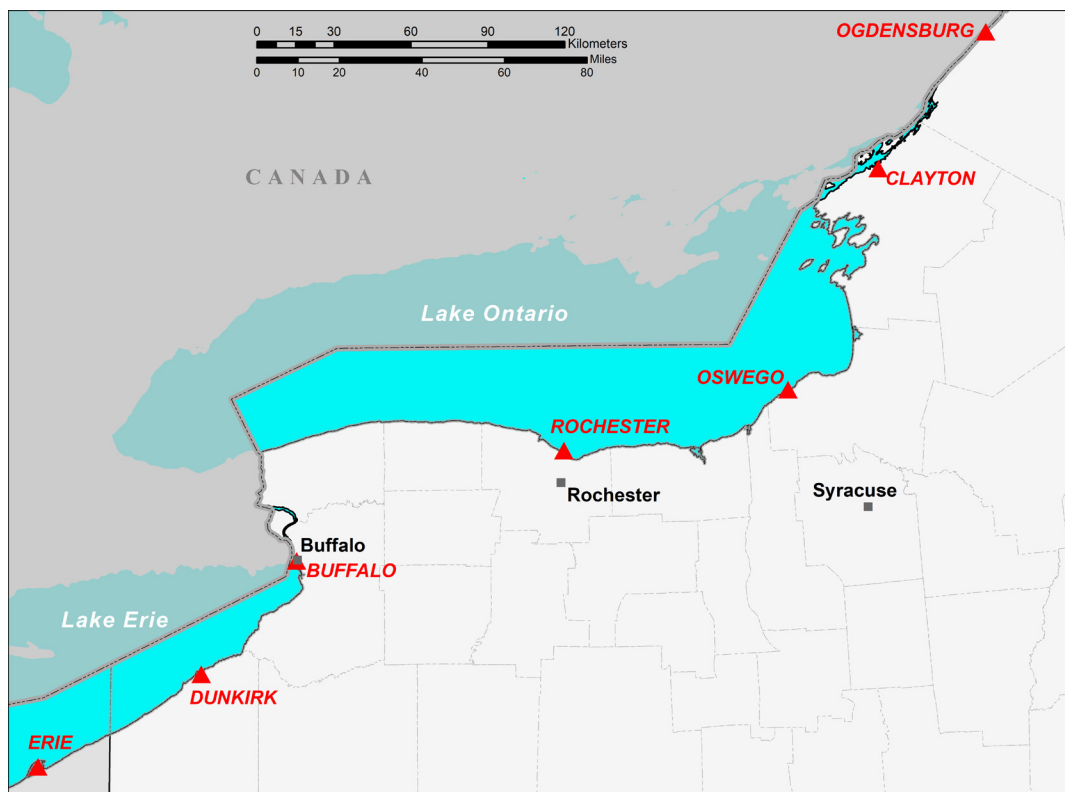 OGDENSBURG
0 15 30 60 90 120
Kilometers
Miles
0 10 20 40 60 80
CANADA
CLAYTON
Lake Ontario
OSWEGO
ROCHESTER
Rochester
Syracuse
Buffalo
BUFFALO
Lake Erie
DUNKIRK
ERIE